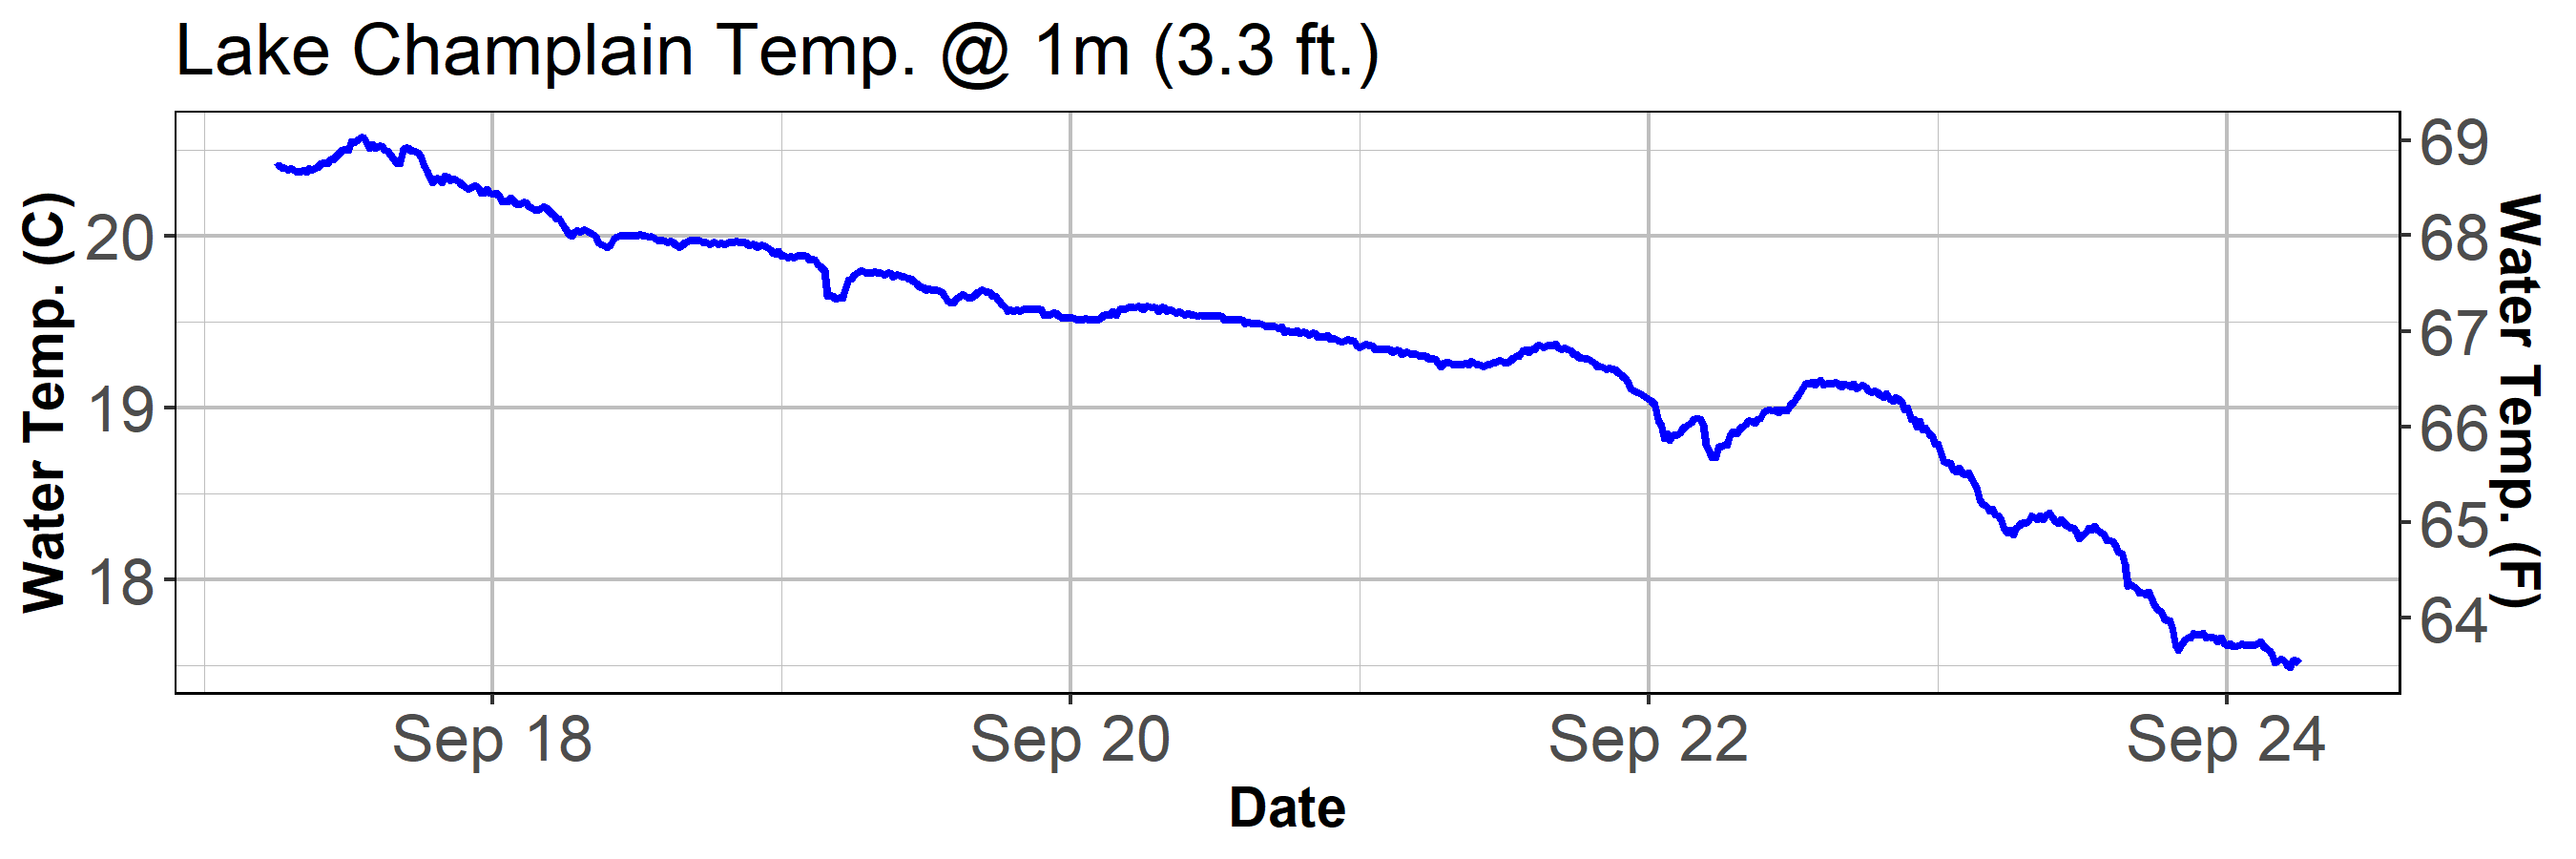 Lake Champlain Temp. @ 1m (3.3 ft.)
Water Temp. (C)
20
19
18
69
68
67
66
65
64
Water Temp. (F)
Sep 18 Sep 20 Sep 22 Sep 24
Date